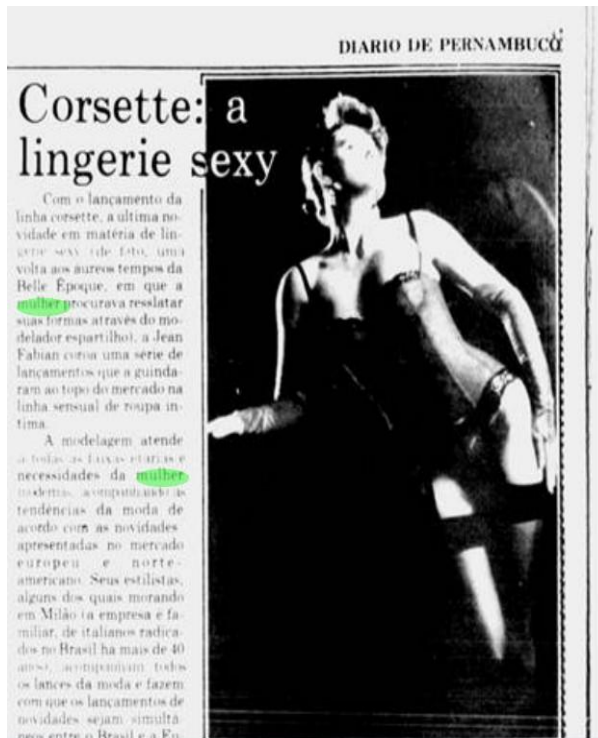 DIARIO DE PERNAMBUCO
Corsette: a
lingerie sexy
Com o lançamento da
linha corsette, a ultima no-
vidade em matéria de lin-
gerie sexy (de fato, uma
volta aos áureos tempos da
Belle Époque, em que a
mulher procurava resslatar
suas formas através do mo-
delador espartilho), a Jean
Fabian coroa uma série de
lançamentos que a guinda-
ram ao topo do mercado na
linha sensual de roupa ín-
tima.
A modelagem atende
a todas as faixas etárias e
necessidades da mulher
moderna, acompanhando as
tendências da moda de
acordo com as novidades
apresentadas no mercado
europeu e norte-
americano. Seus estilistas,
alguns dos quais morando
em Milão (a empresa é fa-
miliar, de italianos radica-
dos no Brasil há mais de 40
anos), acompanham todos
os lances da moda e fazem
com que os lançamentos de
novidades sejam simultâ-
neos entre o Brasil e a Eu-